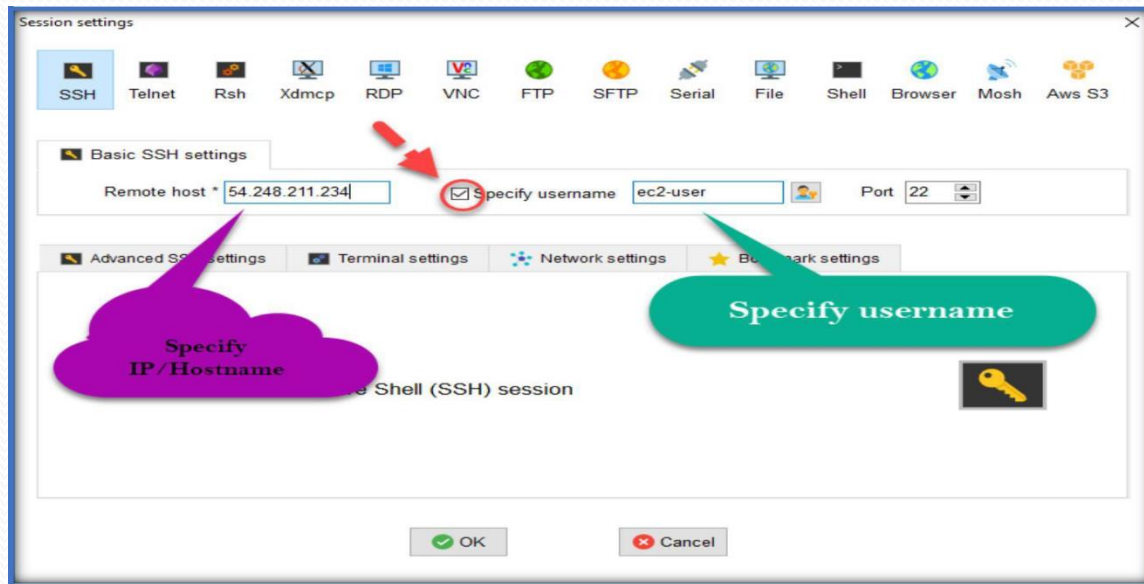 Session settings
SSH Telnet Rsh Xdmcp RDP VNC FTP SFTP Serial File Shell Browser Mosh Aws S3
Basic SSH settings
Remote host * 54.248.211.234 Specify username ec2-user Port 22
Advanced settings Terminal settings Network settings settings
Specify username
Specify
IP/Hostname
Shell (SSH) session
OK Cancel